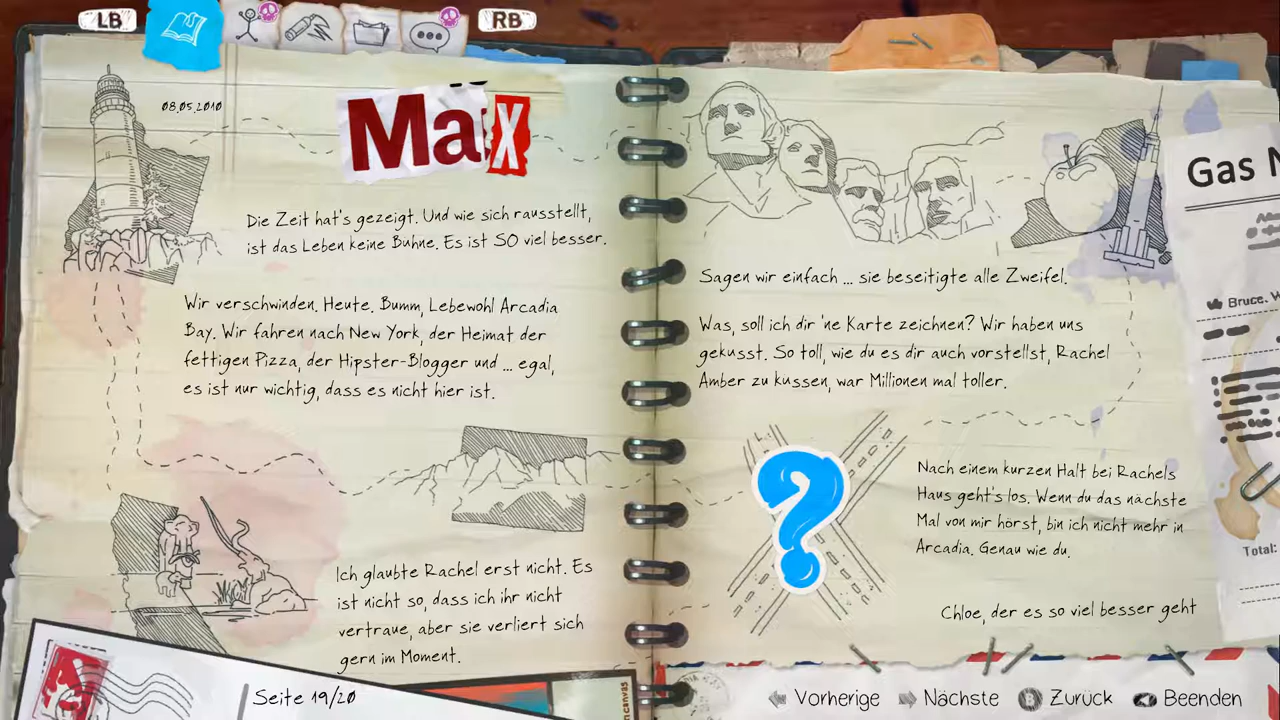 LB
RB
08.05.2010
Max
Die Zeit hat's gezeigt. Und wie sich rausstellt,
ist das Leben keine Bühne. Es ist SO viel besser.
Wir verschwinden. Heute. Bumm, Lebewohl Arcadia
Bay. Wir fahren nach New York, der Heimat der
fettigen Pizza, der Hipster-Blogger und ... egal,
es ist nur wichtig, dass es nicht hier ist.
Ich glaubte Rachel erst nicht. Es
ist nicht so, dass ich ihr nicht
vertraue, aber sie verliert sich
gern im Moment.
Seite 19/20
Sagen wir einfach ... sie beseitigte alle Zweifel.
Was, soll ich dir 'ne Karte zeichnen? Wir haben uns
geküsst. So toll, wie du es dir auch vorstellst, Rachel
Amber zu küssen, war Millionen mal toller.
?
Nach einem kurzen Halt bei Rachels
Haus geht's los. Wenn du das nächste
Mal von mir hörst, bin ich nicht mehr in
Arcadia. Genau wie du.
Chloe, der es so viel besser geht
Gas
Bruce.
Total:
Vorherige
Nächste
B
Zurück
Beenden